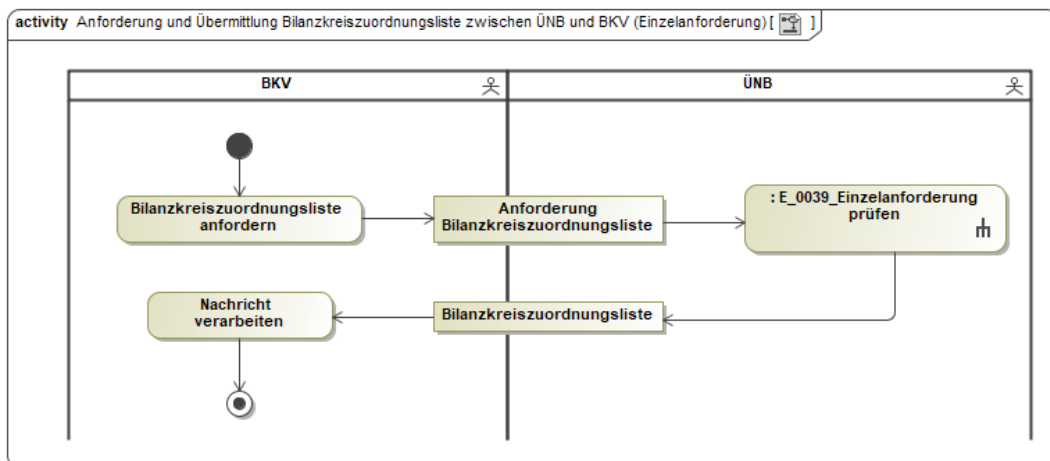 activity Anforderung und Übermittlung Bilanzkreiszuordnungsliste zwischen ÜNB und BKV (Einzelanforderung) [ ]
BKV
ÜNB
Bilanzkreiszuordnungsliste
anfordern
Anforderung
Bilanzkreiszuordnungsliste
: E_0039_Einzelanforderung
prüfen
Nachricht
verarbeiten
Bilanzkreiszuordnungsliste